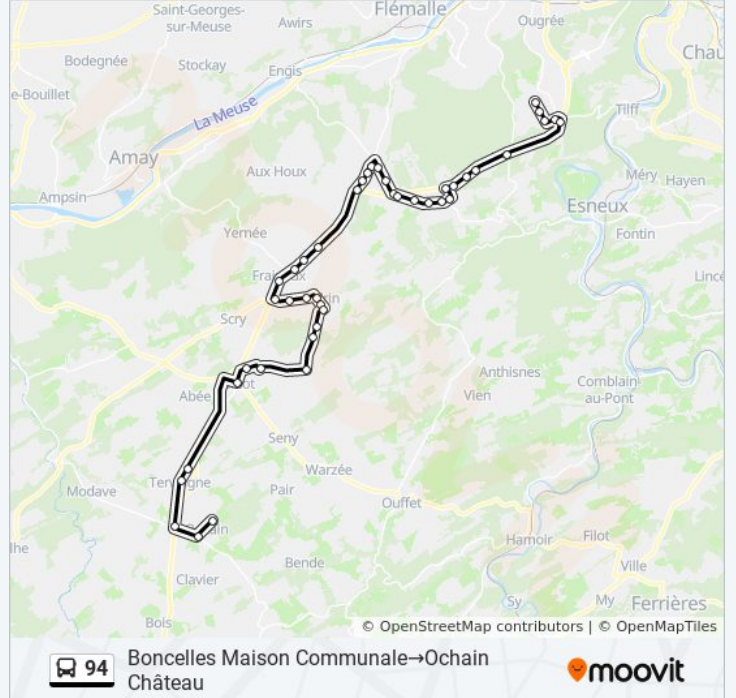 Saint-Georges-
sur-Meuse
Flémalle
Awirs
Ougrée
Bodegnée
Stockay
Engis
Chau
e-Bouillet
La Meuse
Tilff
Amay
Aux Houx
Méry
Hayen
Ampsin
Esneux
Yernée
Fontin
Lince
Scry
Anthisnes
Complain-
au-Pont
Vien
Abée
Seny
Warzée
Modave
Pair
Ouffet
Hamoir
Filot
lhe
Bende
Ville
Clavier
Sy
My
Ferrières
Bois
© OpenStreetMap contributors | © OpenMapTiles
94
Boncelles Maison Communale→Ochain
Château
moovit